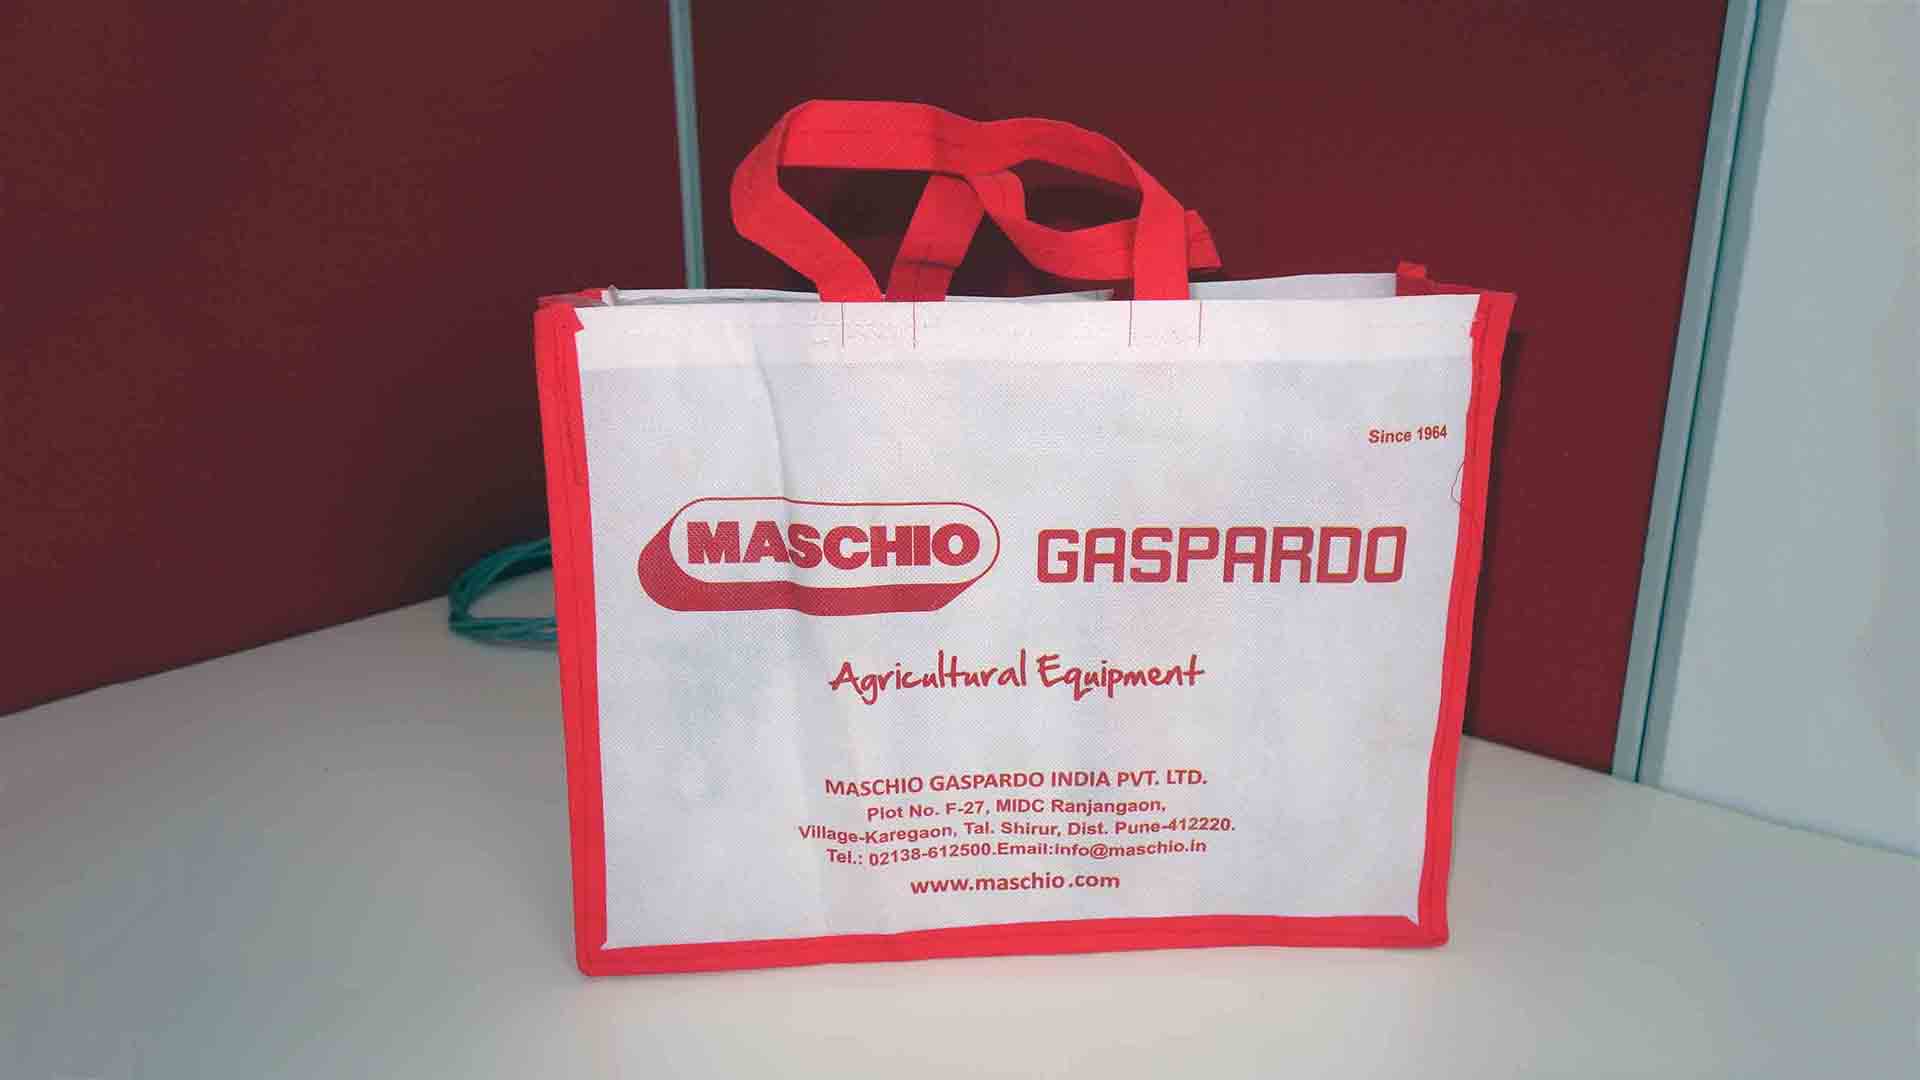 Since 1964
MASCHIO GASPARDO
Agricultural Equipment
MASCHIO GASPARDO INDIA PVT. LTD.
Plot No. F-27, MIDC Ranjangaon,
Village-Karegaon, Tal. Shirur, Dist. Pune-412220.
Tel.: 02138-612500.Email:info@maschio.in
www.maschio.com